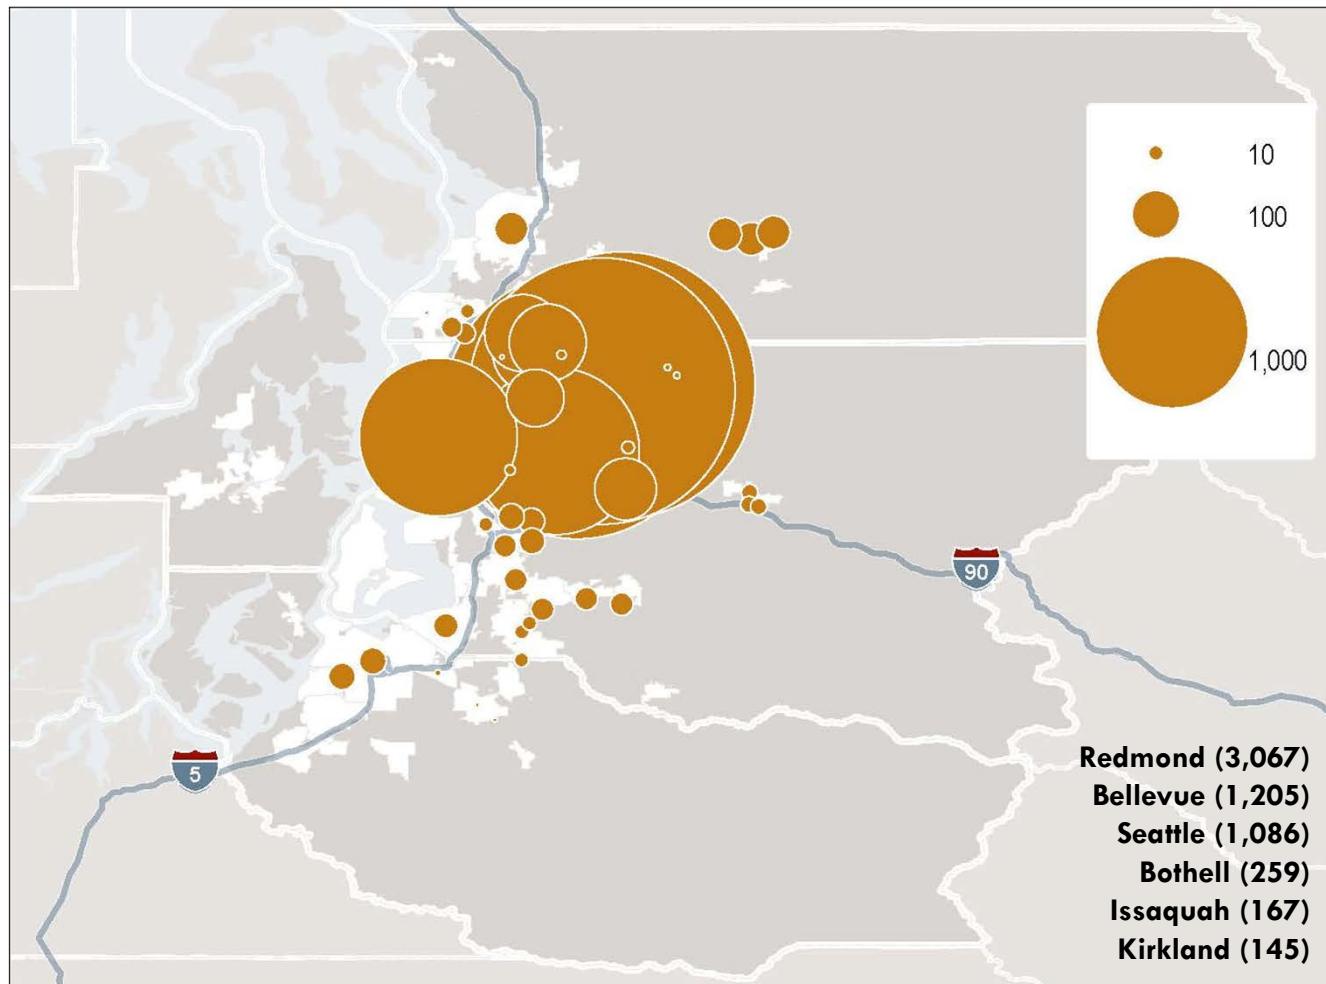 10
100
1,000
90
5
Redmond (3,067)
Bellevue (1,205)
Seattle (1,086)
Bothell (259)
Issaquah (167)
Kirkland (145)